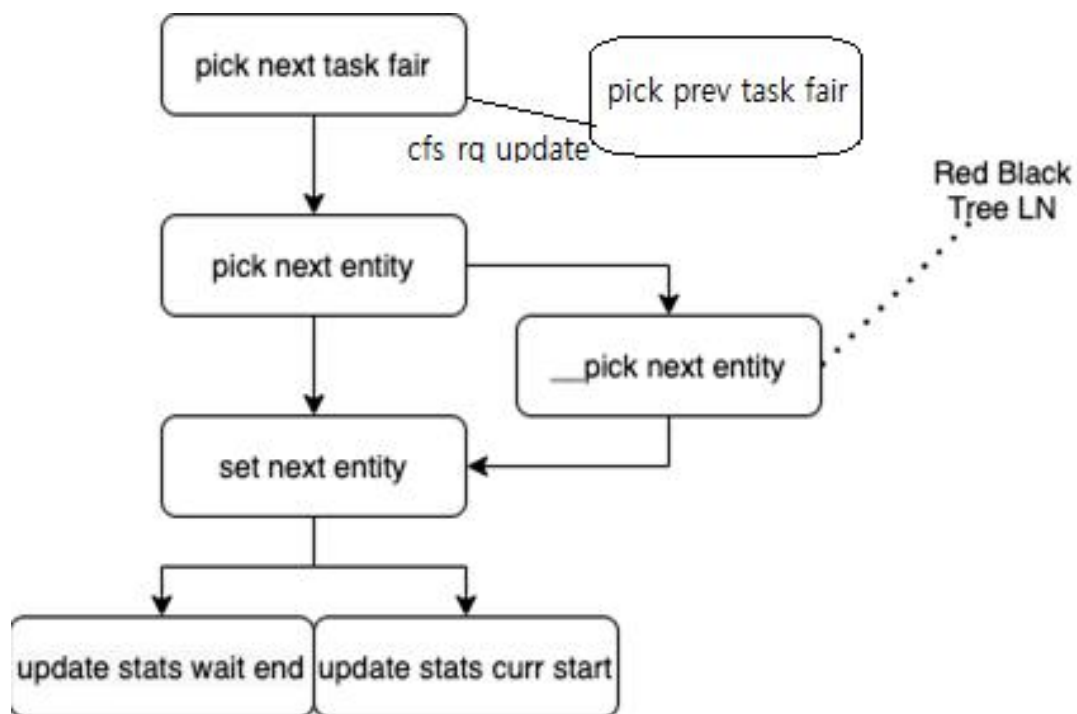 pick next task fair
pick prev task fair
cfs rq update
Red Black
Tree LN
pick next entity
__pick next entity
set next entity
update stats wait end
update stats curr start